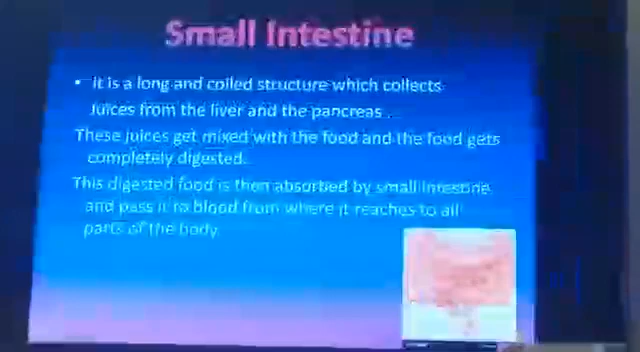 Small Intestine
• It is a long and coiled structure which collects
Juices from the liver and the pancreas .
These juices get mixed with the food and the food gets
completely digested.
This digested food is then absorbed by small intestine
and pass it to blood from where it reaches to all
parts of the body